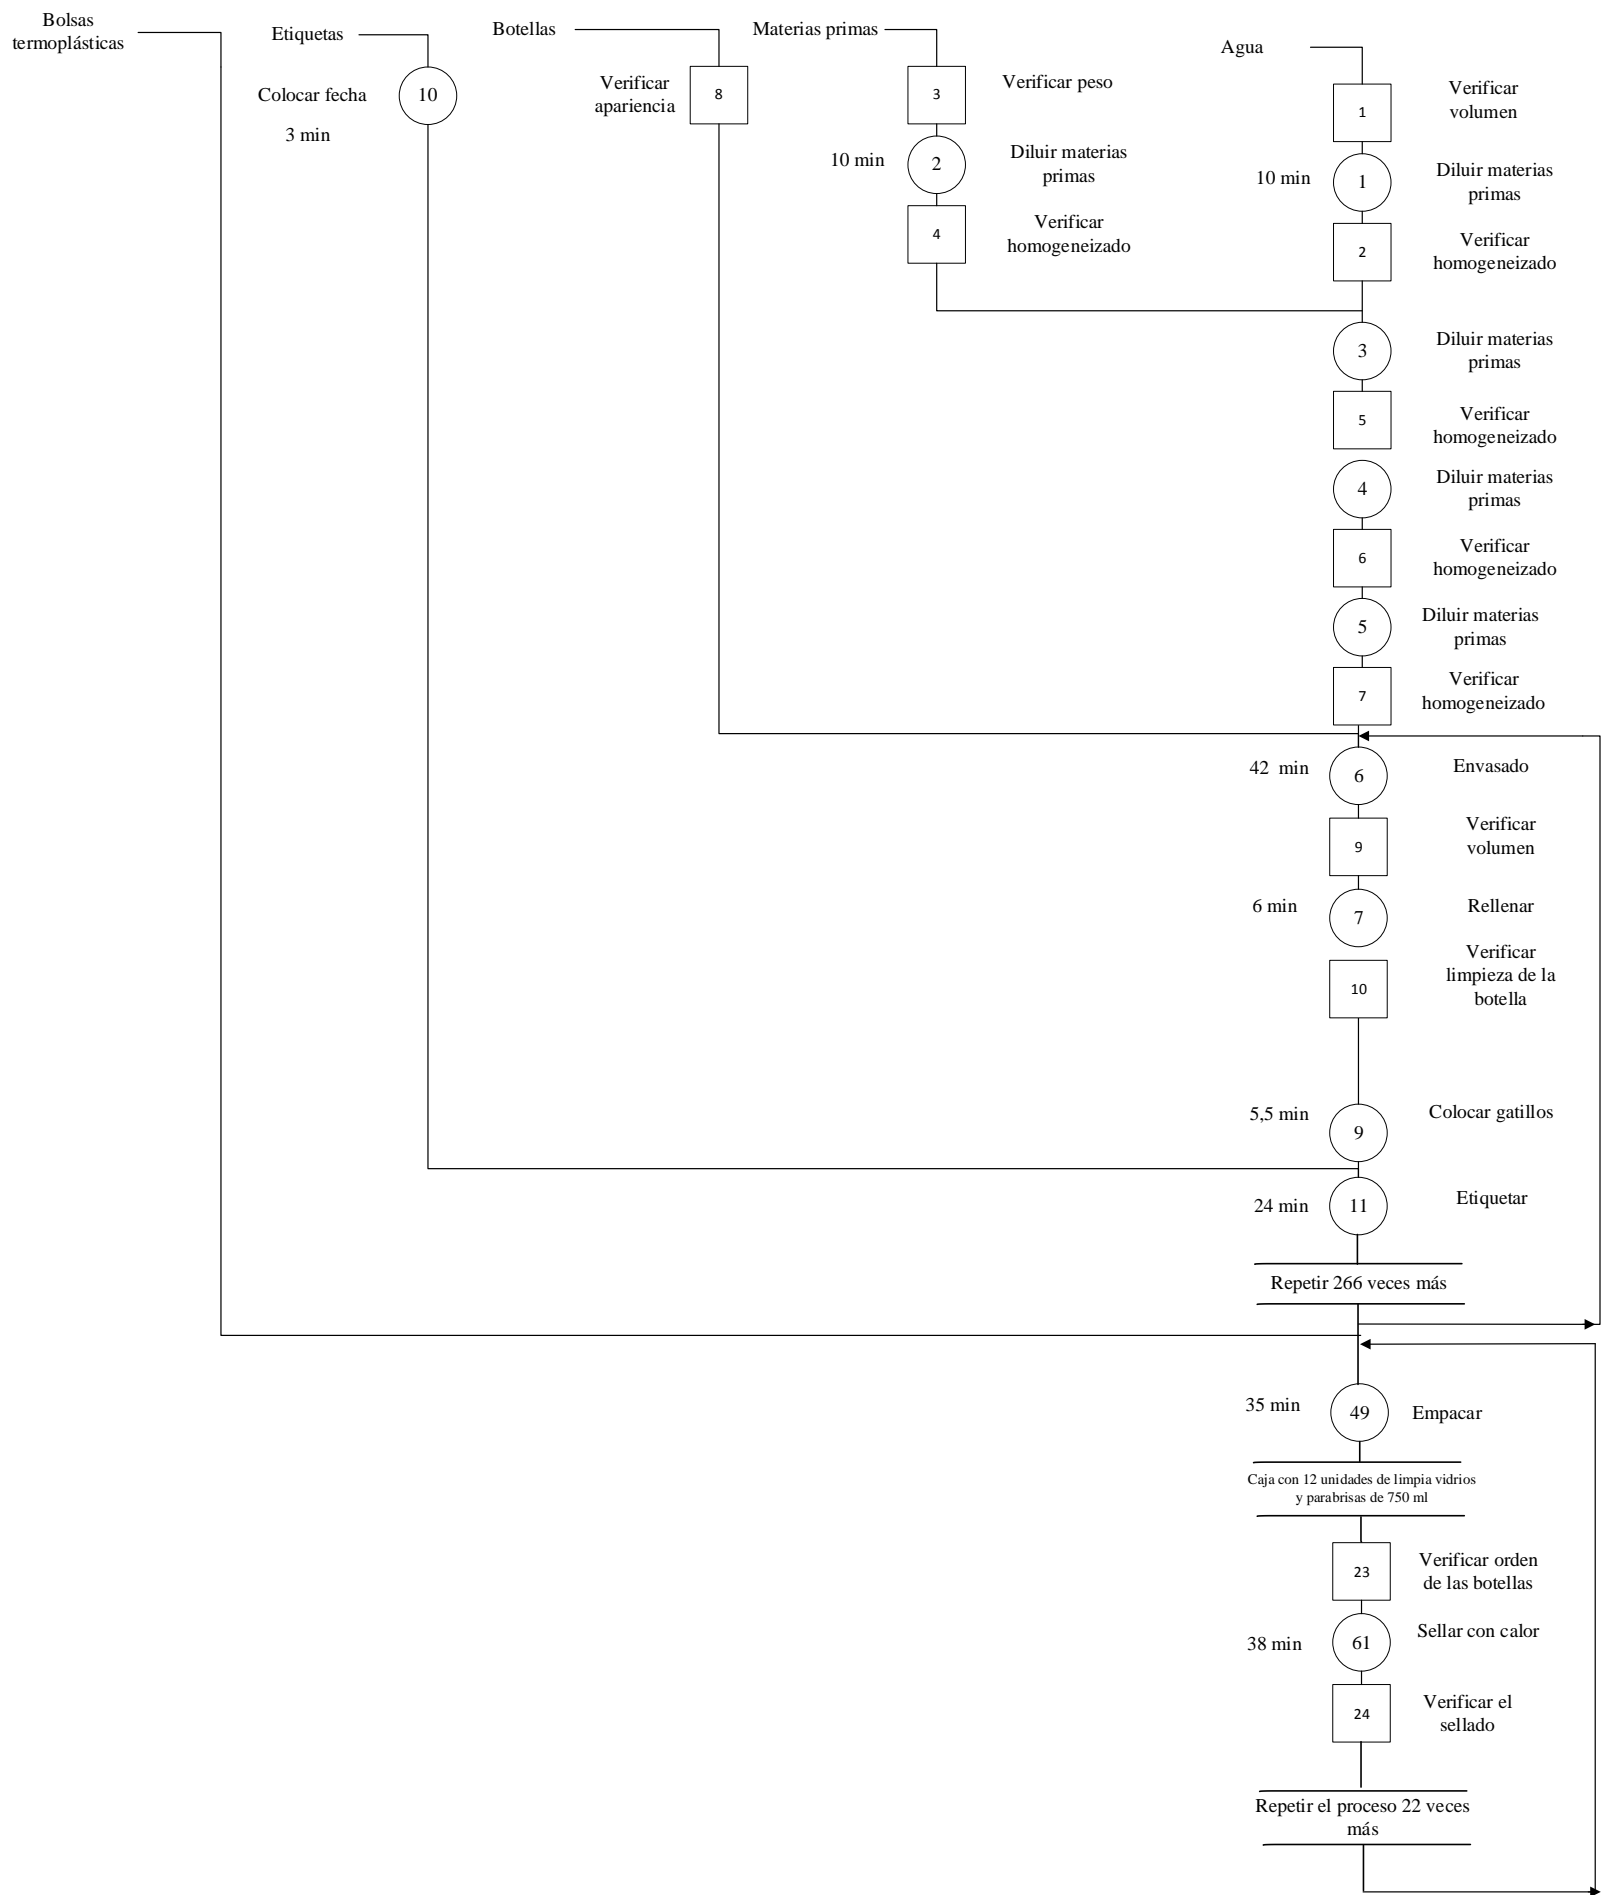 Bolsas
termoplásticas
Etiquetas
Botellas
Materias primas
Agua
Colocar fecha
3 min
10
Verificar
apariencia
8
3
Verificar peso
1
Verificar
volumen
10 min
2
Diluir materias
primas
10 min
1
Diluir materias
primas
4
Verificar
homogeneizado
2
Verificar
homogeneizado
3
Diluir materias
primas
5
Verificar
homogeneizado
4
Diluir materias
primas
6
Verificar
homogeneizado
5
Diluir materias
primas
7
Verificar
homogeneizado
42 min
6
Envasado
9
Verificar
volumen
6 min
7
Rellenar
10
Verificar
limpieza de la
botella
5,5 min
9
Colocar gatillos
24 min
11
Etiquetar
Repetir 266 veces más
35 min
49
Empacar
Caja con 12 unidades de limpia vidrios
y parabrisas de 750 ml
23
Verificar orden
de las botellas
38 min
61
Sellar con calor
24
Verificar el
sellado
Repetir el proceso 22 veces
más